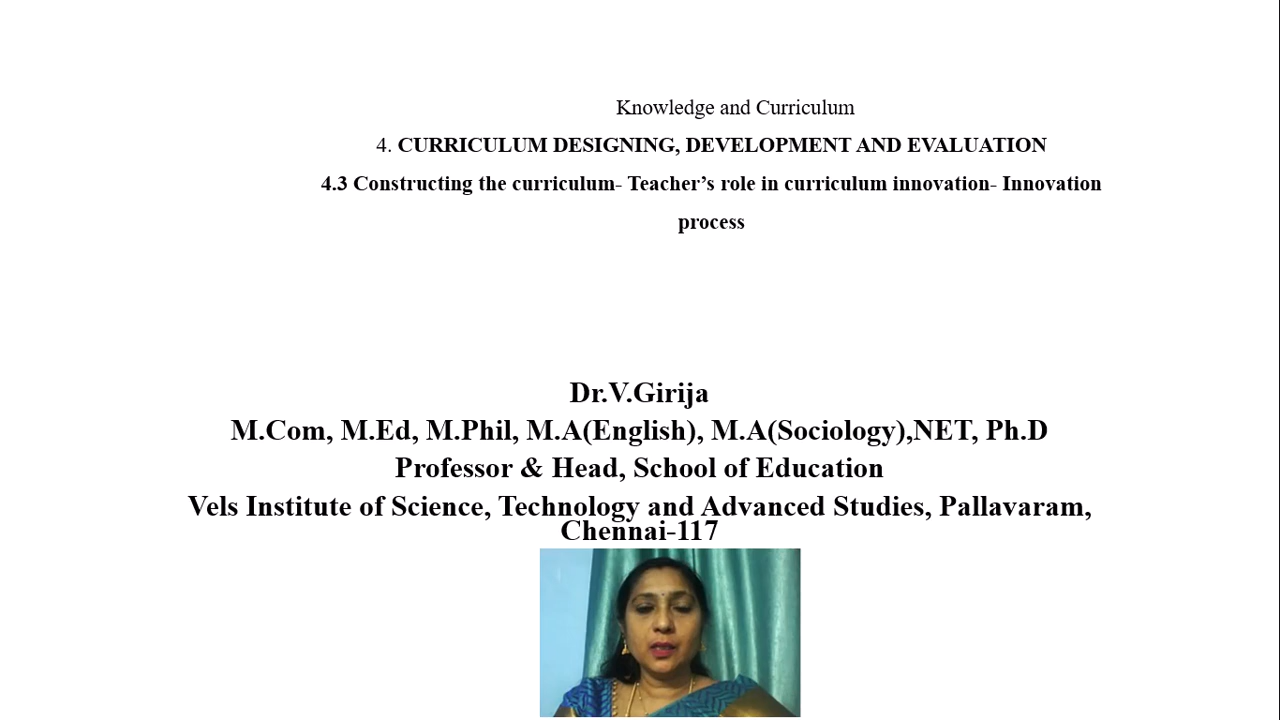 Knowledge and Curriculum
4. CURRICULUM DESIGNING, DEVELOPMENT AND EVALUATION
4.3 Constructing the curriculum- Teacher’s role in curriculum innovation- Innovation
process
Dr.V.Girija
M.Com, M.Ed, M.Phil, M.A(English), M.A(Sociology),NET, Ph.D
Professor & Head, School of Education
Vels Institute of Science, Technology and Advanced Studies, Pallavaram,
Chennai-117